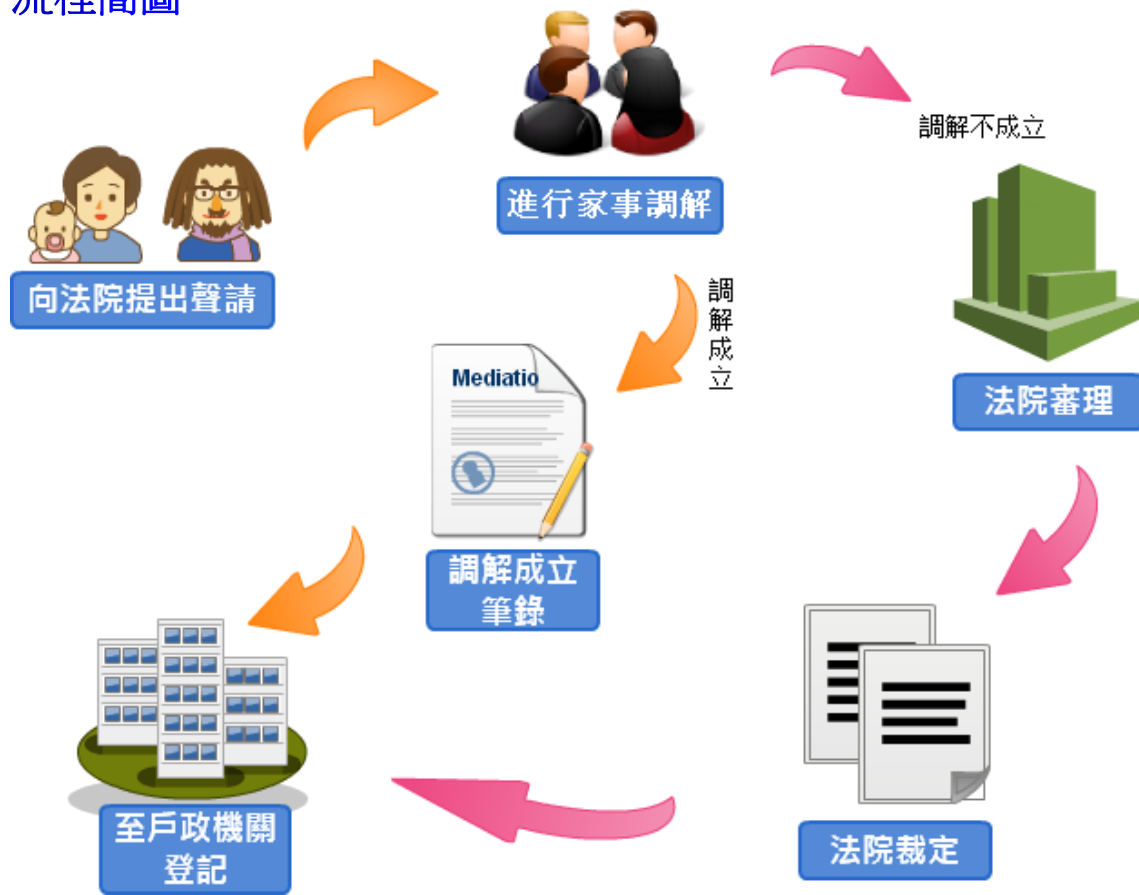 流程簡圖
調解不成立
進行家事調解
向法院提出聲請
調解成立
Mediatio
法院審理
調解成立
筆錄
至戶政機關
登記
法院裁定